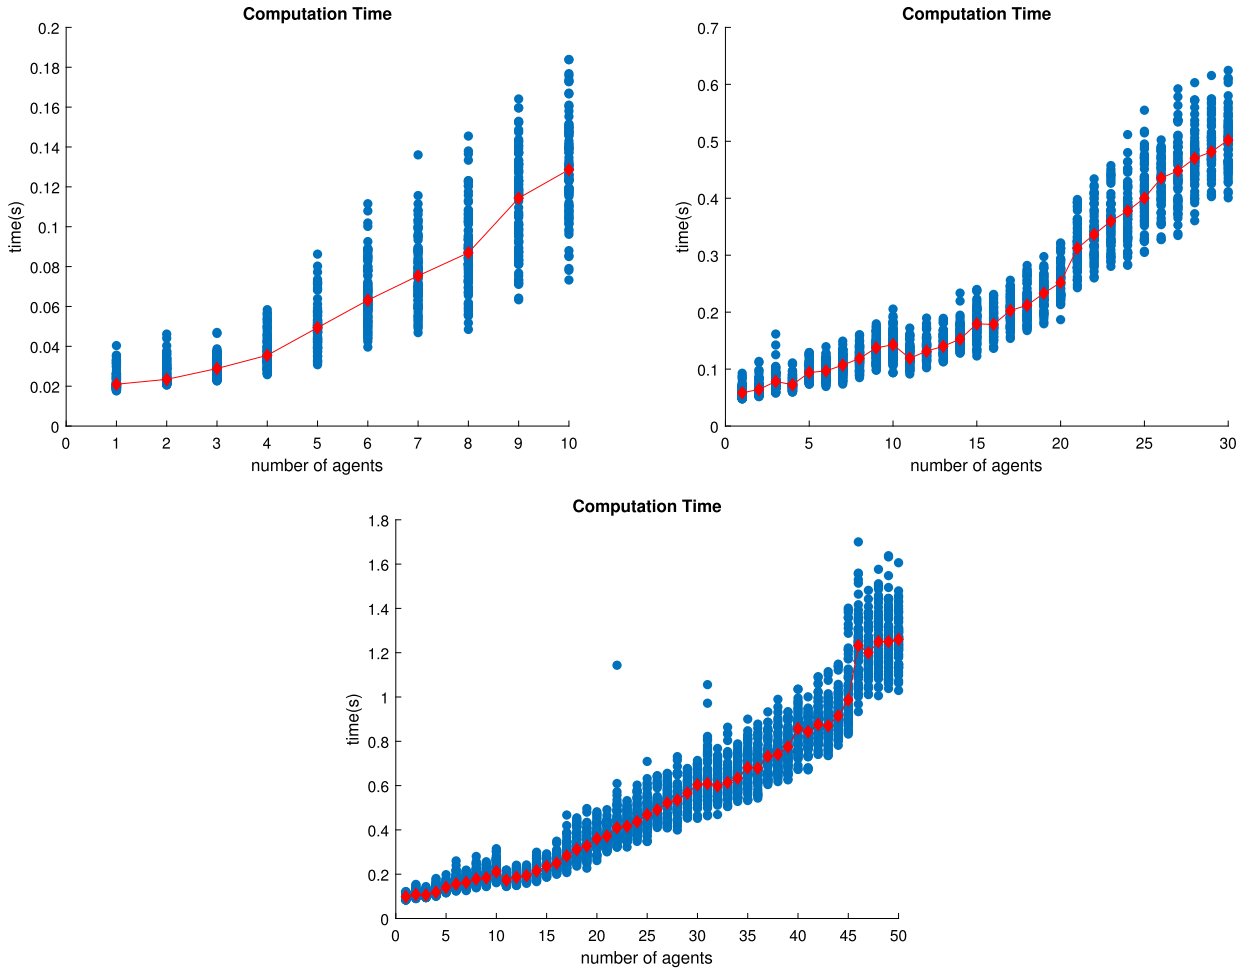 Computation Time
0.2
0.18
0.16
0.14
0.12
0.1
0.08
0.06
0.04
0.02
0
time(s)
0 1 2 3 4 5 6 7 8 9 10
number of agents
Computation Time
0.7
0.6
0.5
0.4
0.3
0.2
0.1
0
time(s)
0 5 10 15 20 25 30
number of agents
Computation Time
1.8
1.6
1.4
1.2
1
0.8
0.6
0.4
0.2
0
time(s)
0 5 10 15 20 25 30 35 40 45 50
number of agents